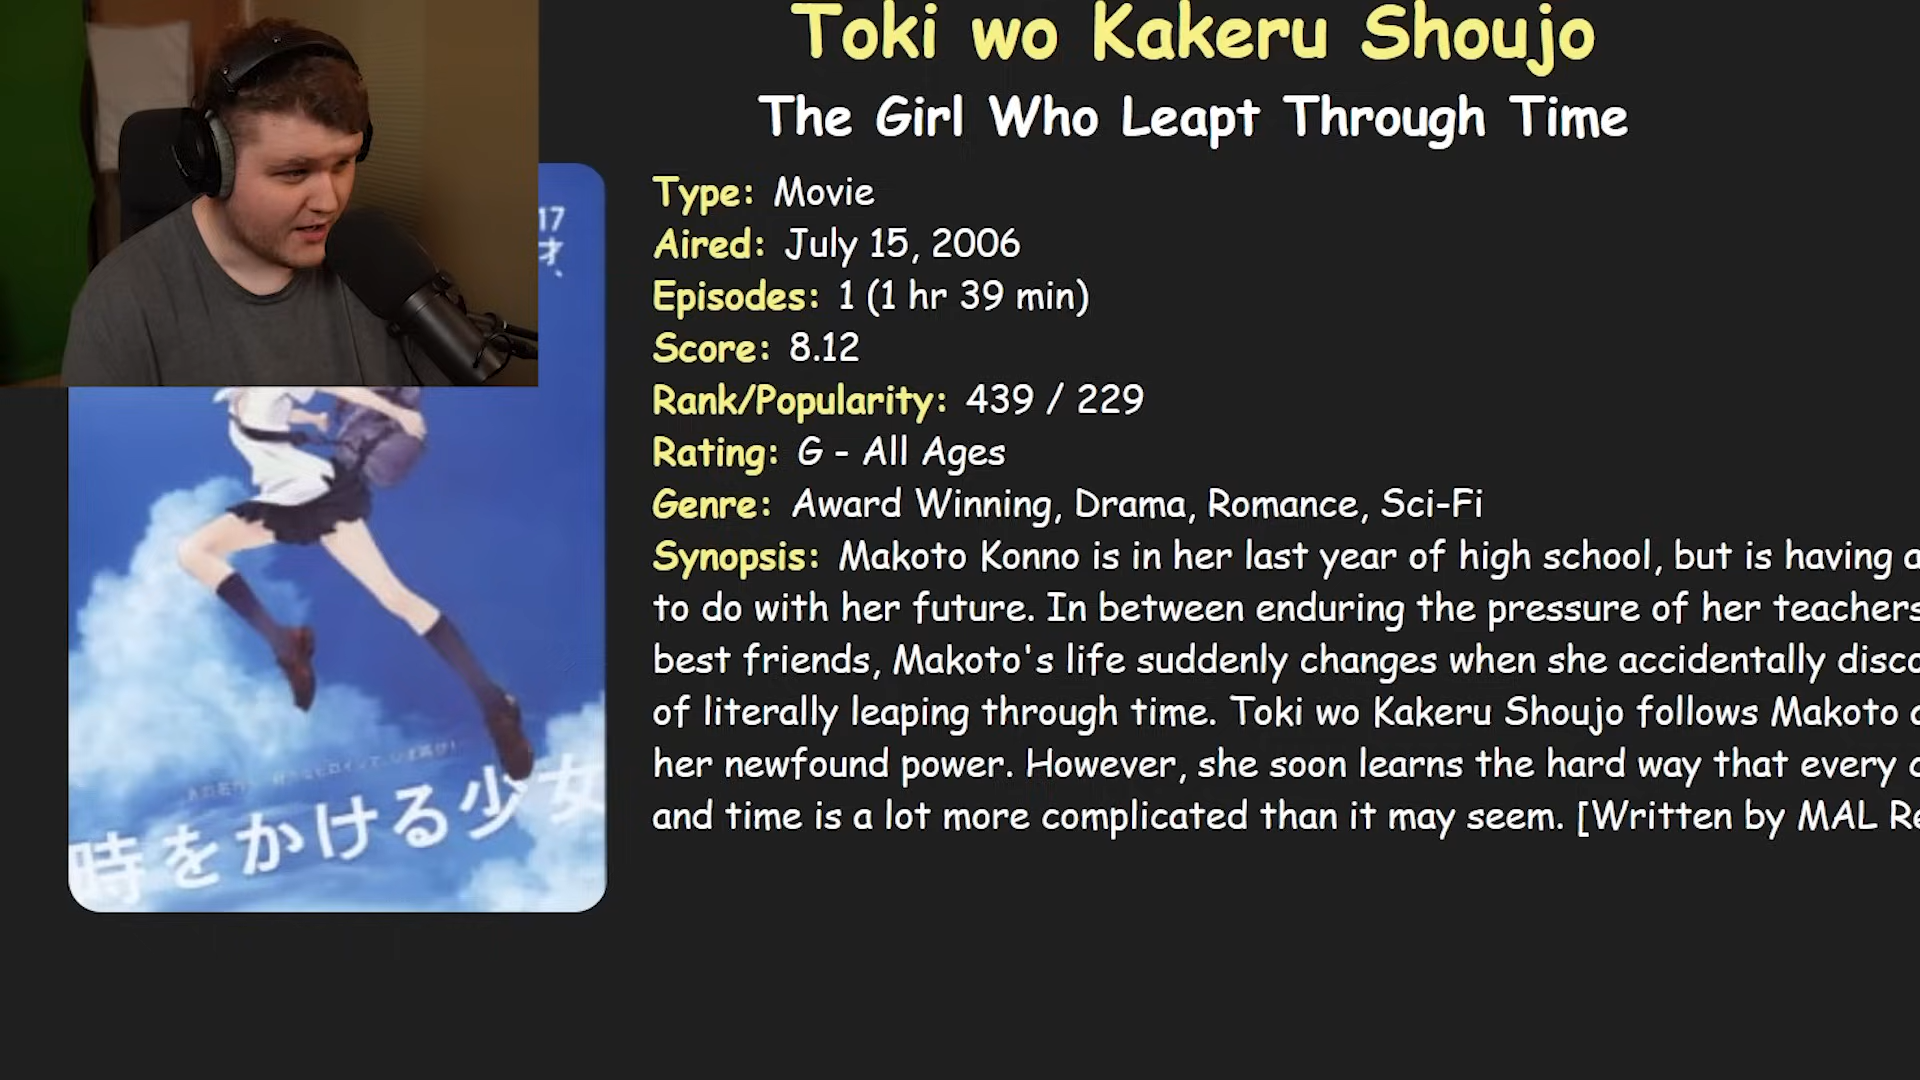 Toki wo Kakeru Shoujo
The Girl Who Leapt Through Time
Type: Movie
Aired: July 15, 2006
Episodes: 1 (1 hr 39 min)
Score: 8.12
Rank/Popularity: 439 / 229
Rating: G - All Ages
Genre: Award Winning, Drama, Romance, Sci-Fi
Synopsis: Makoto Konno is in her last year of high school, but is having a
to do with her future. In between enduring the pressure of her teachers
best friends, Makoto's life suddenly changes when she accidentally disco
of literally leaping through time. Toki wo Kakeru Shoujo follows Makoto
her newfound power. However, she soon learns the hard way that every
and time is a lot more complicated than it may seem. [Written by MAL Re
17
才、
時をかける少女